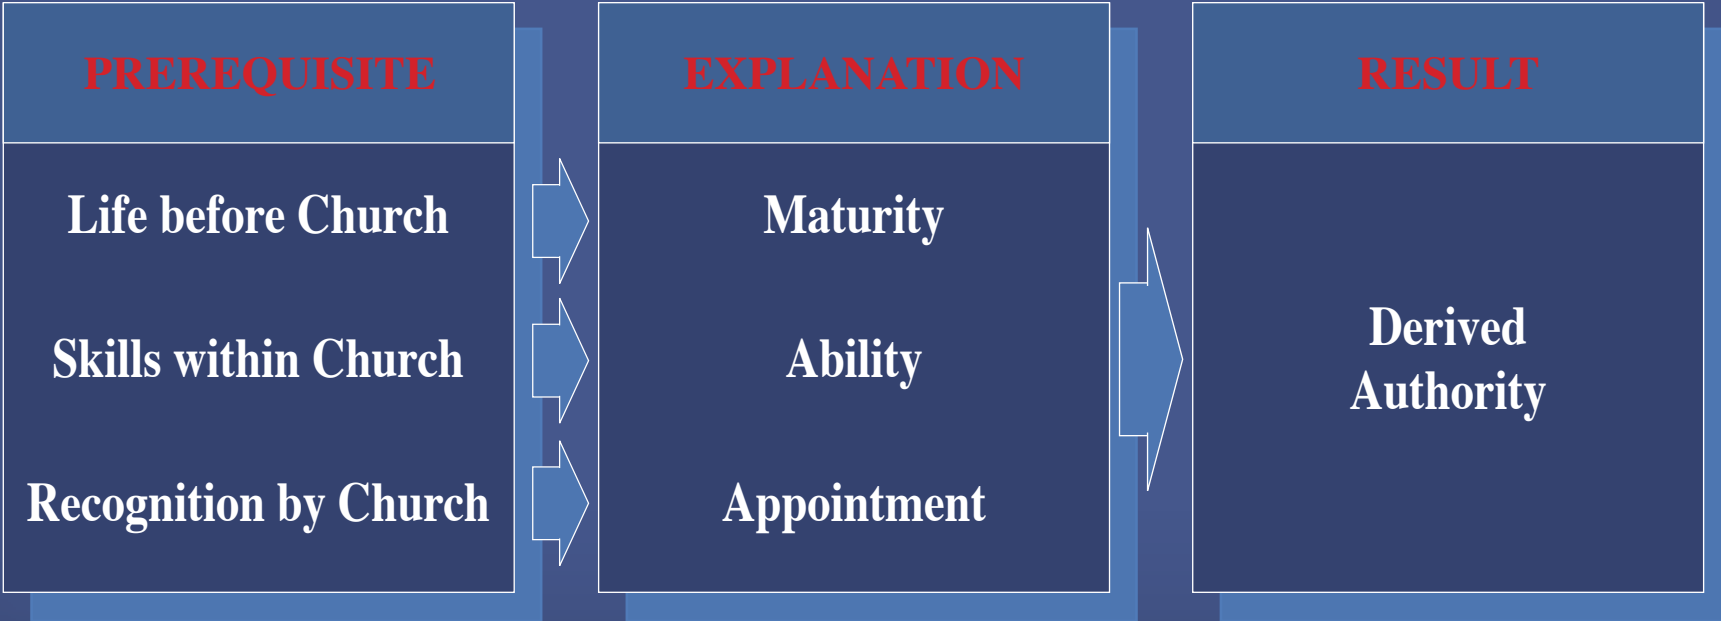 PREREQUISITE
Life before Church
Skills within Church
Recognition by Church
EXPLANATION
Maturity
Ability
Appointment
RESULT
Derived
Authority